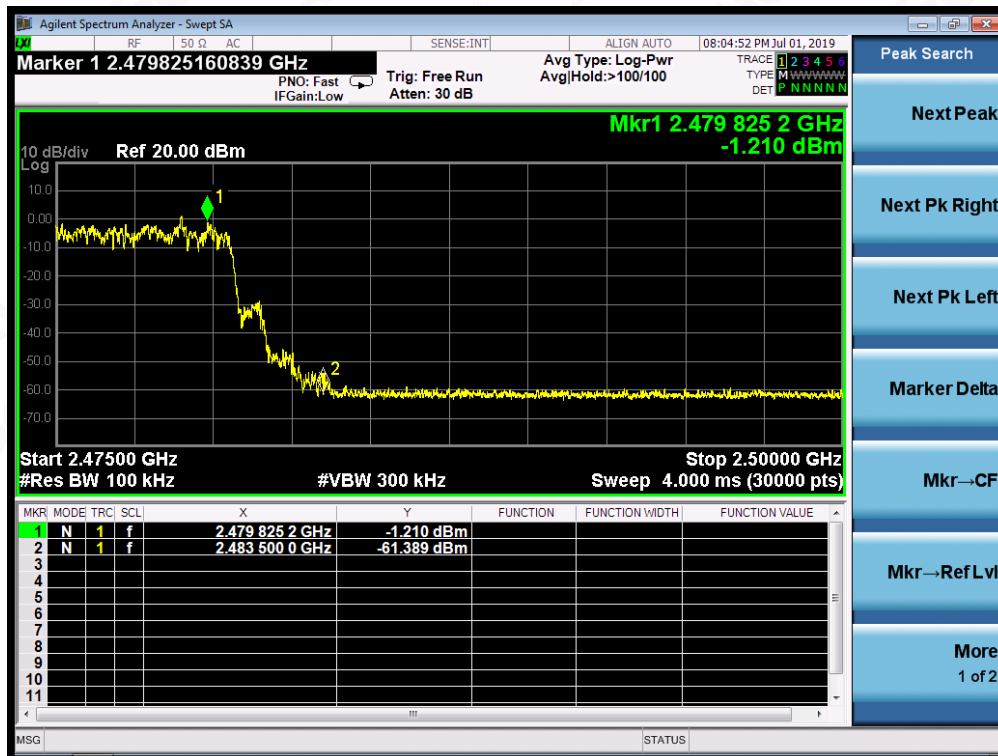 Agilent Spectrum Analyzer - Swept SA
LXI RF 50 Ω AC SENSE:INT ALIGN AUTO 08:04:52 PM Jul 01, 2019
Marker 1 2.479825160839 GHz
PNO: Fast
IFGain:Low
Trig: Free Run
Atten: 30 dB
Avg Type: Log-Pwr
Avg|Hold:>100/100
TRACE 1 2 3 4 5 6
TYPE M WWWWW
DET P N N N N N
Mkr1 2.479 825 2 GHz
-1.210 dBm
10 dB/div Ref 20.00 dBm
Log
10.0
0.00
-10.0
-20.0
-30.0
-40.0
-50.0
-60.0
-70.0
1
2
Start 2.47500 GHz Stop 2.50000 GHz
#Res BW 100 kHz #VBW 300 kHz Sweep 4.000 ms (30000 pts)
MKR MODE TRC SCL X Y FUNCTION FUNCTION WIDTH FUNCTION VALUE
1 N 1 f 2.479 825 2 GHz -1.210 dBm
2 N 1 f 2.483 500 0 GHz -61.389 dBm
3
4
5
6
7
8
9
10
11
MSG STATUS
Peak Search
Next Peak
Next Pk Right
Next Pk Left
Marker Delta
Mkr→CF
Mkr→Ref Lvl
More
1 of 2